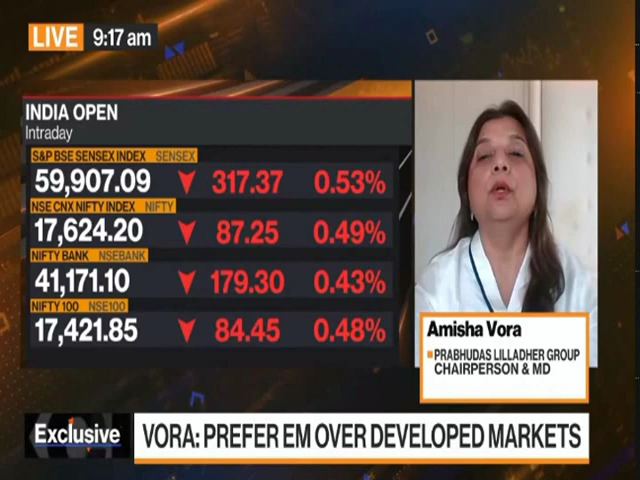 LIVE 9:17 am
INDIA OPEN
Intraday
S&P BSE SENSEX INDEX SENSEX
59,907.09 317.37 0.53%
NSE CNX NIFTY INDEX NIFTY
17,624.20 87.25 0.49%
NIFTY BANK NSEBANK
41,171.10 179.30 0.43%
NIFTY 100 NSE100
17,421.85 84.45 0.48%
Amisha Vora
PRABHUDAS LILLADHER GROUP
CHAIRPERSON & MD
Exclusive VORA: PREFER EM OVER DEVELOPED MARKETS